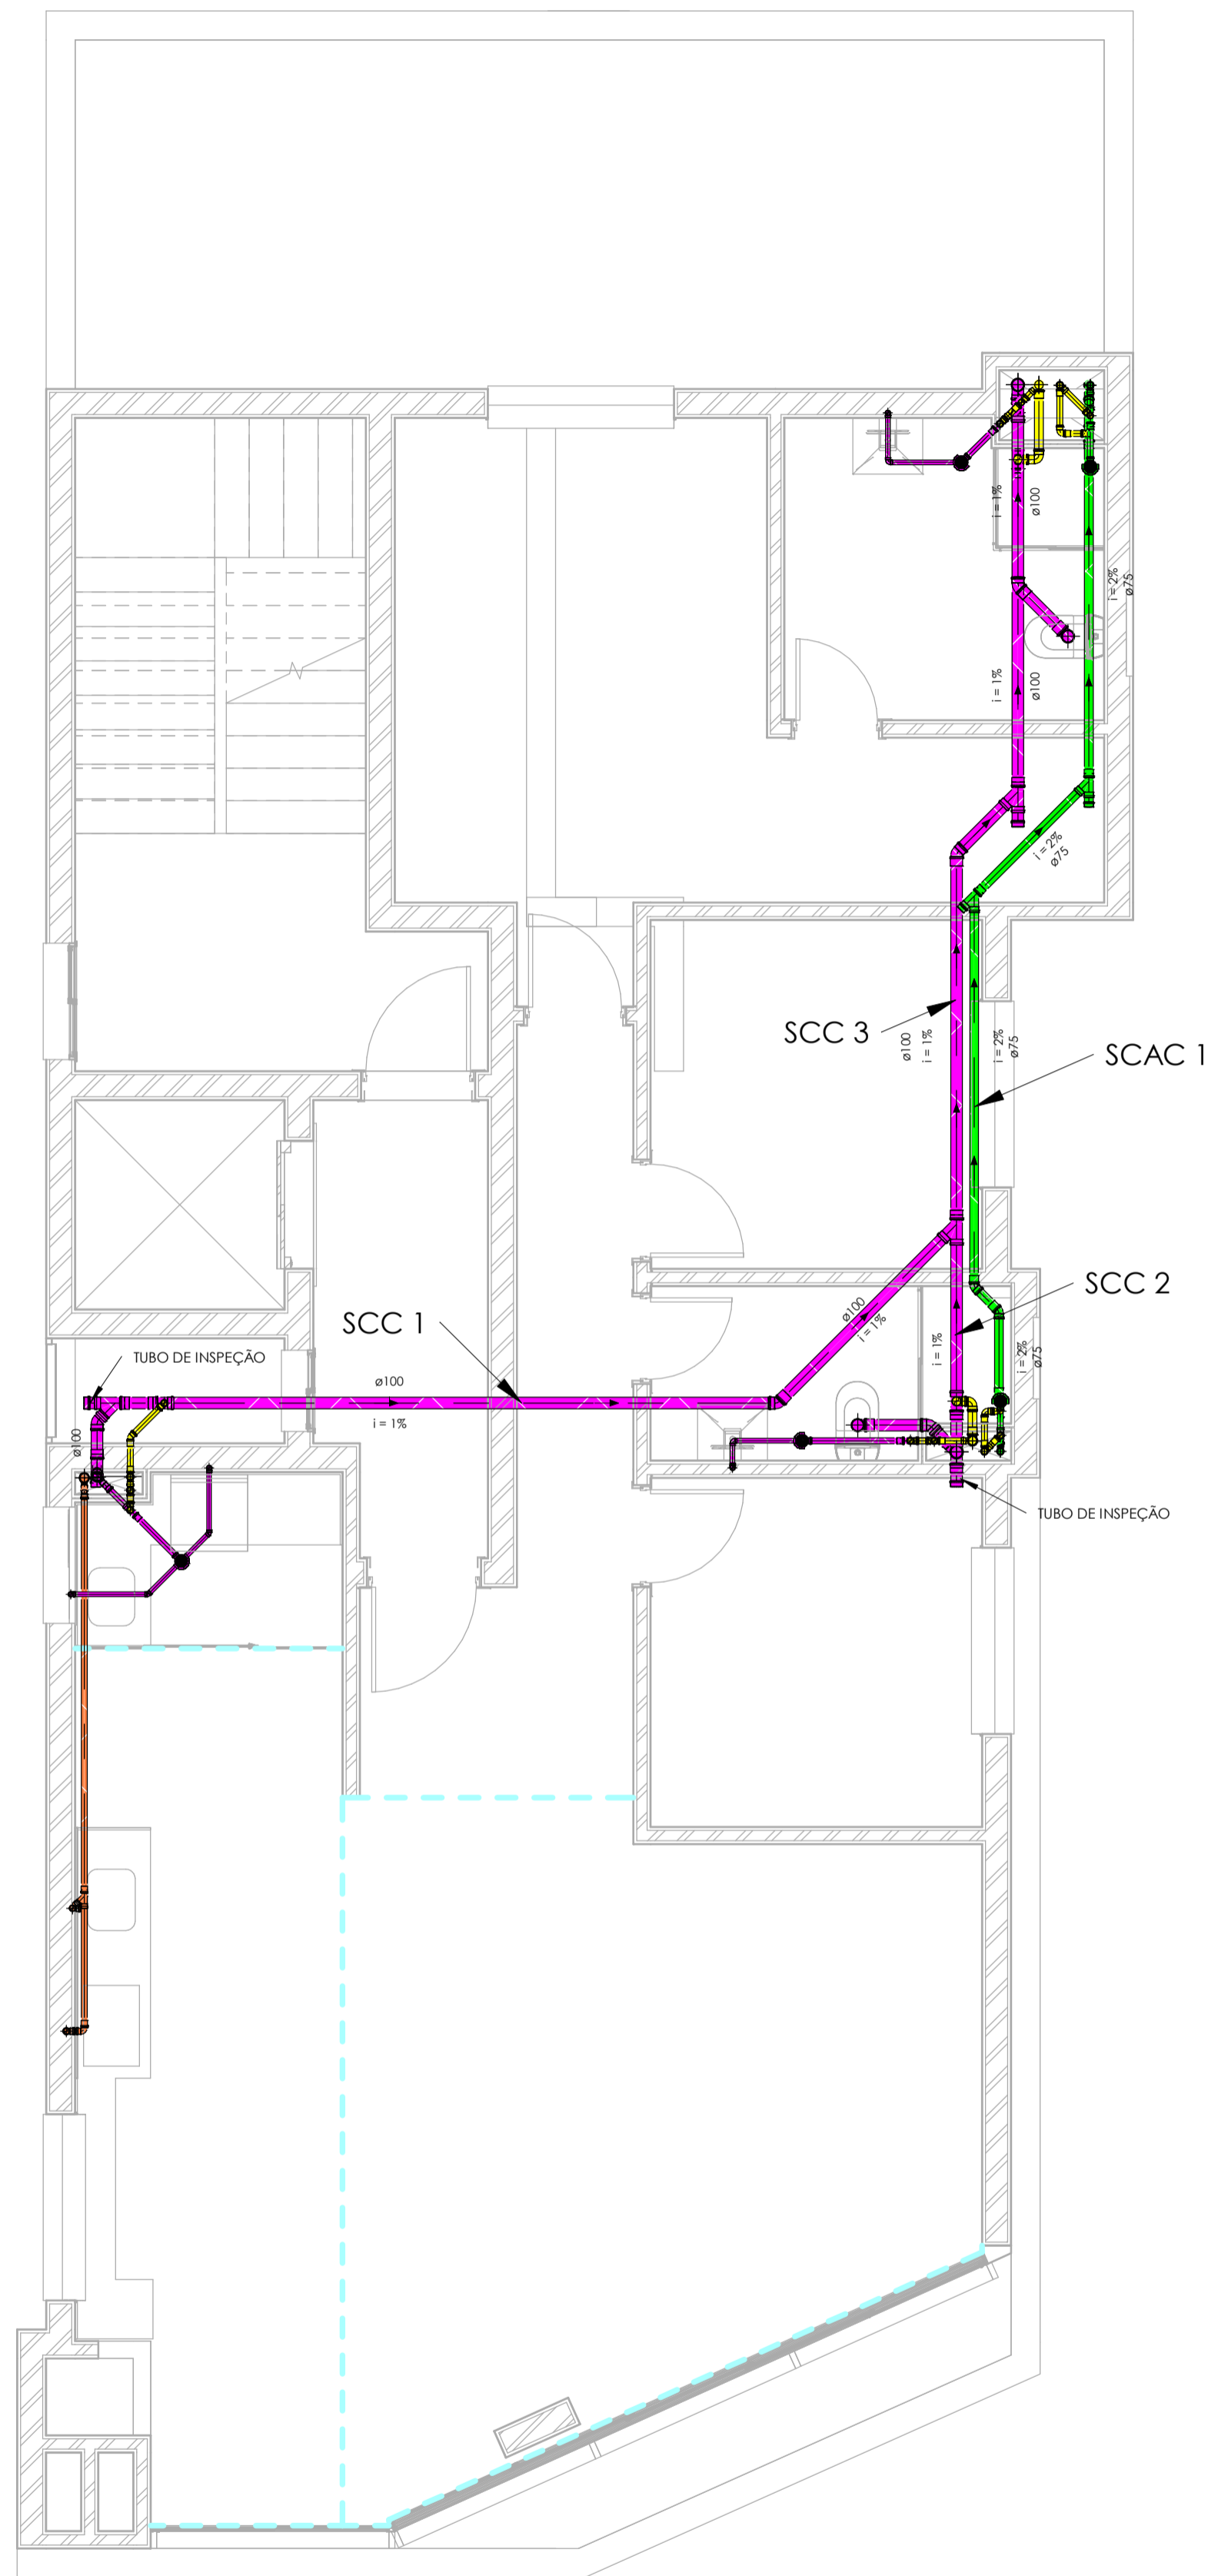 i = 1%
ø100
i = 2%
ø75
i = 1%
ø100
i = 2%
ø75
SCC 3
ø100
i = 1%
i = 2%
ø75
SCAC 1
SCC 2
SCC 1
ø100
i = 1%
i = 1%
i = 2%
ø75
TUBO DE INSPEÇÃO
ø100
i = 1%
ø100
TUBO DE INSPEÇÃO